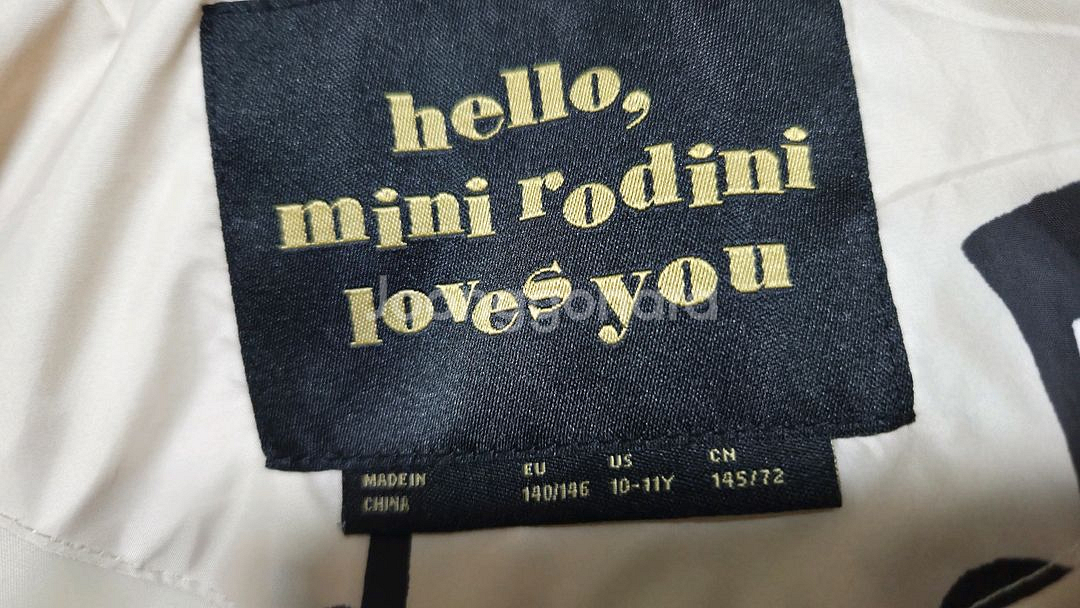 hello,
mini rodini
loves you
MADE IN
CHINA
EU
140/146
US
10-11Y
CN
145/72